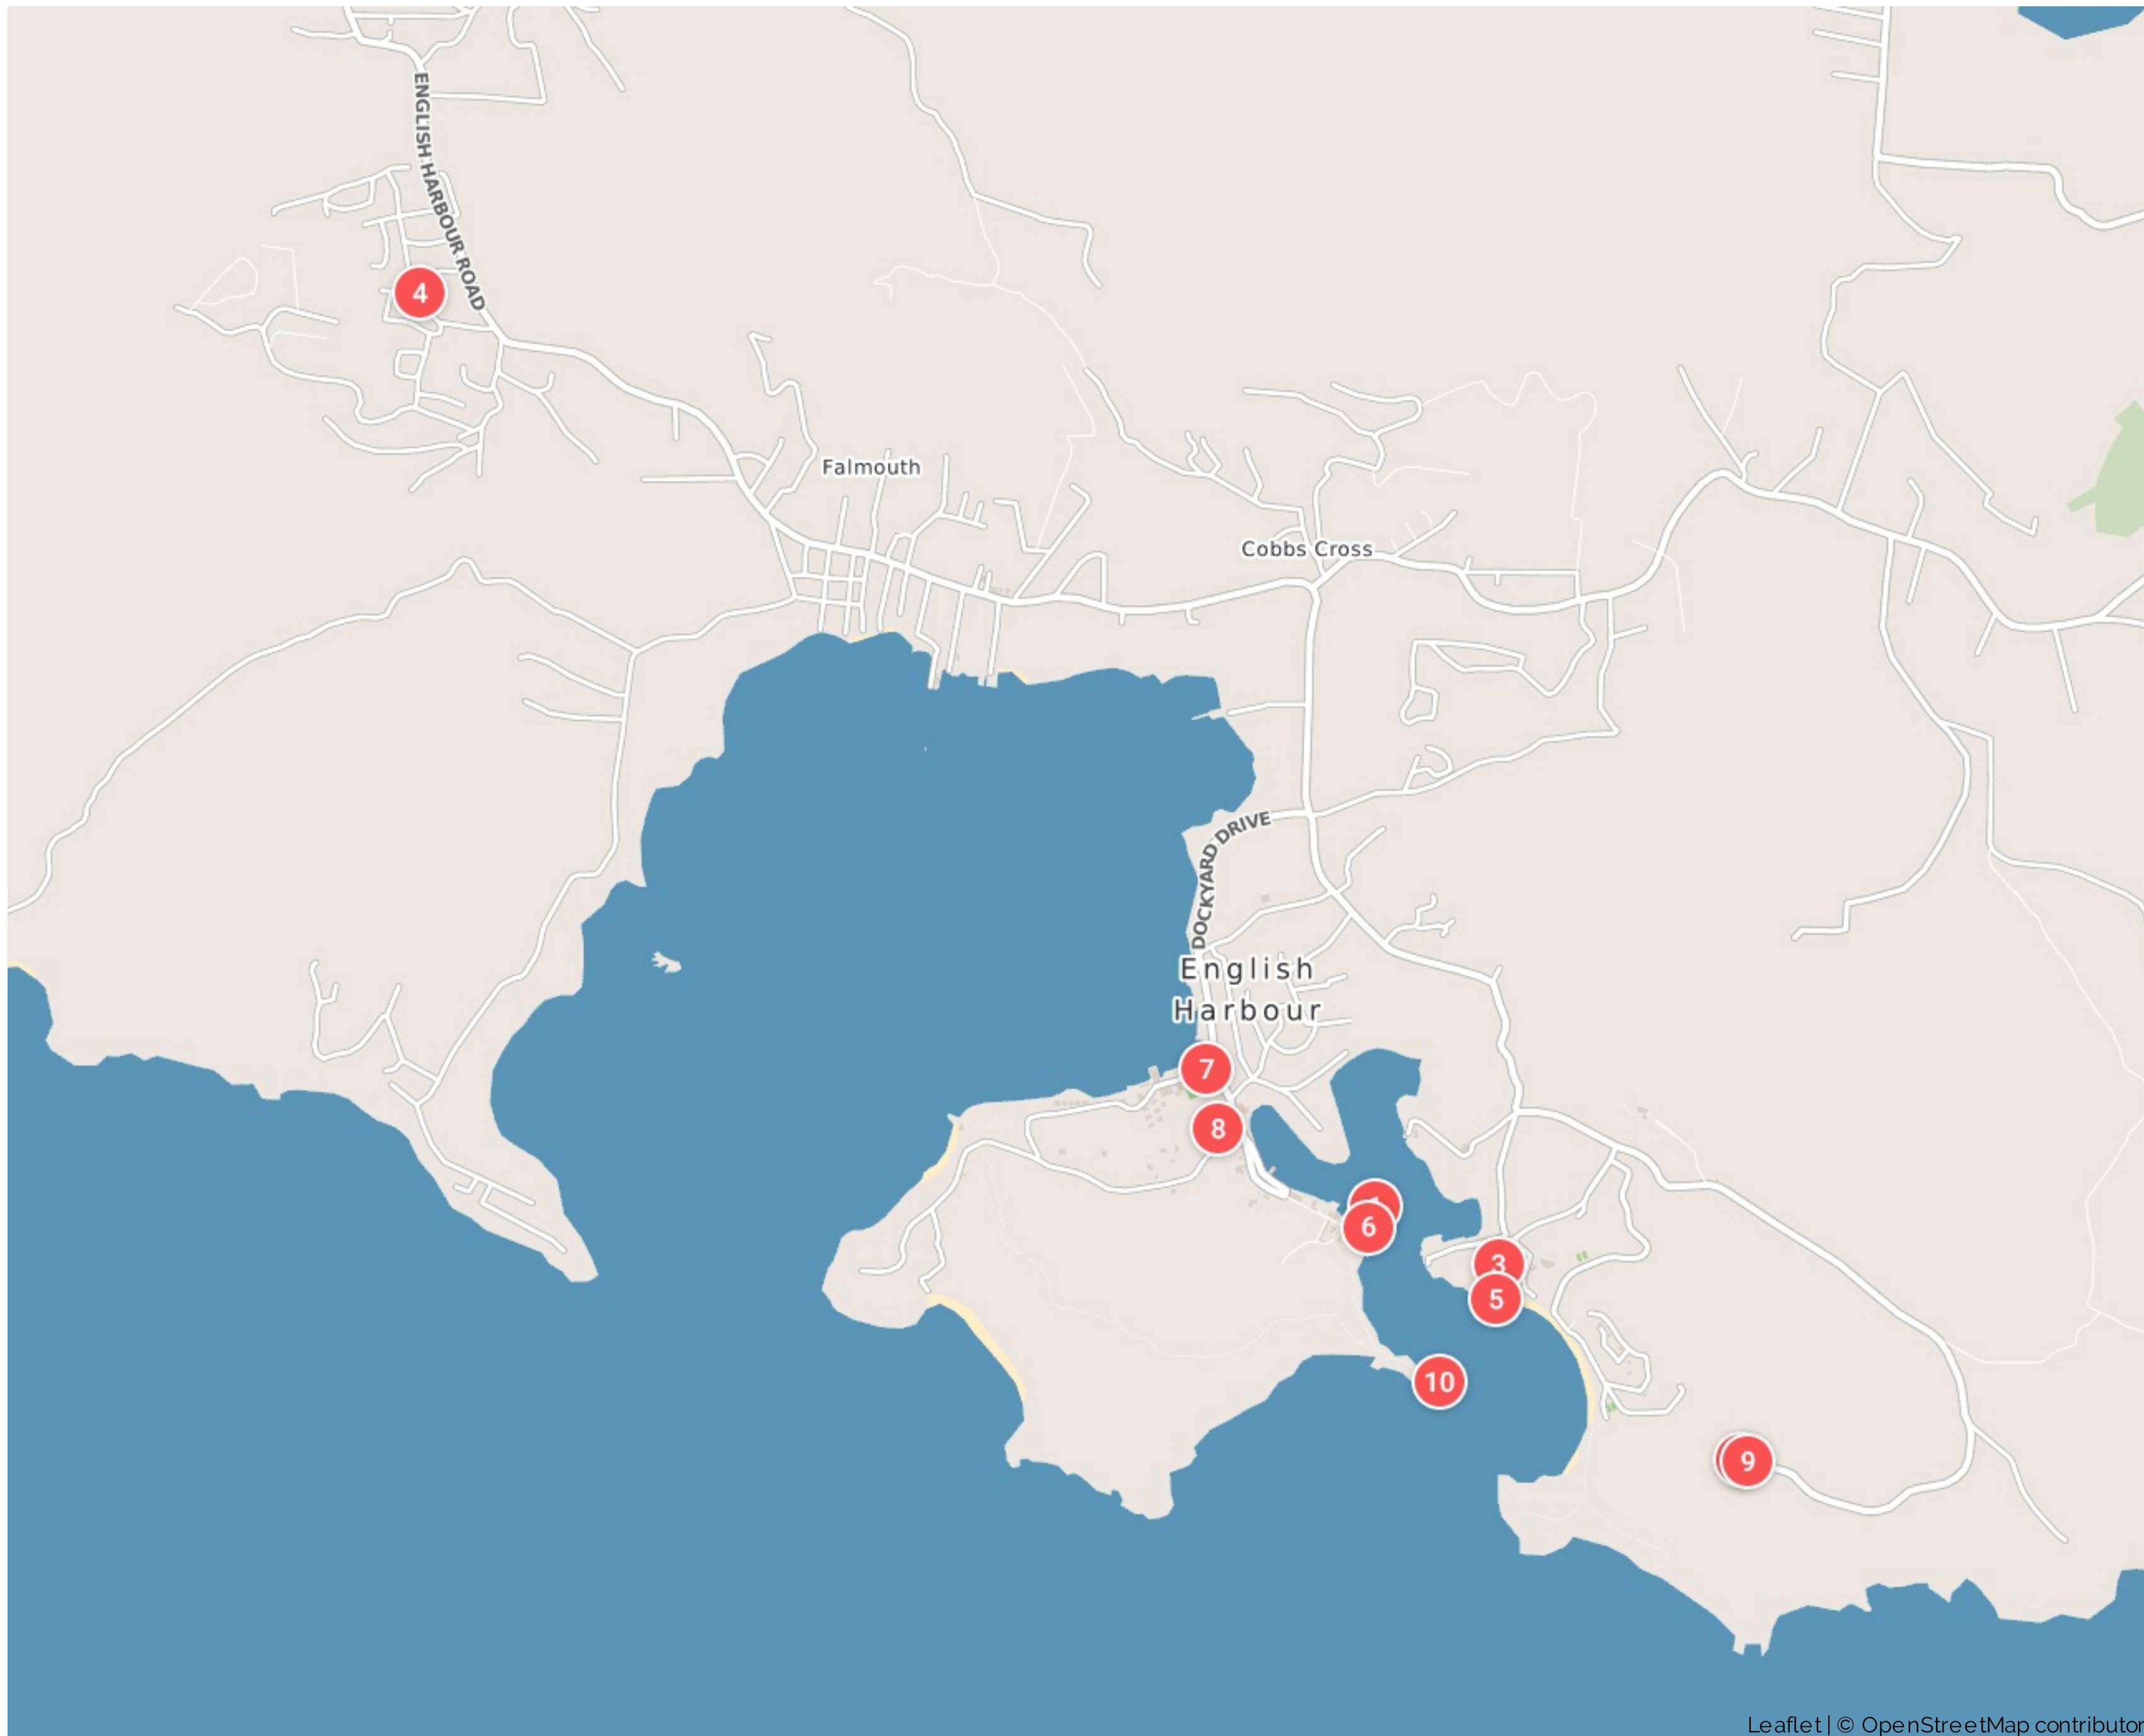 ENGLISH HARBOUR ROAD
4
Falmouth
Cobbs Cross
DOCKYARD DRIVE
English
Harbour
7
8
6
3
5
10
9
Leaflet | © OpenStreetMap contributor